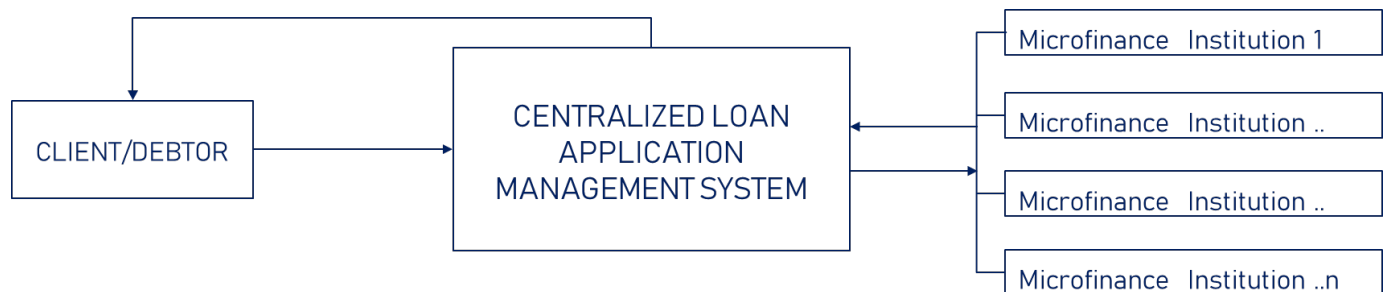 CLIENT/DEBTOR
CENTRALIZED LOAN
APPLICATION
MANAGEMENT SYSTEM
Microfinance Institution 1
Microfinance Institution ..
Microfinance Institution ..
Microfinance Institution ..n